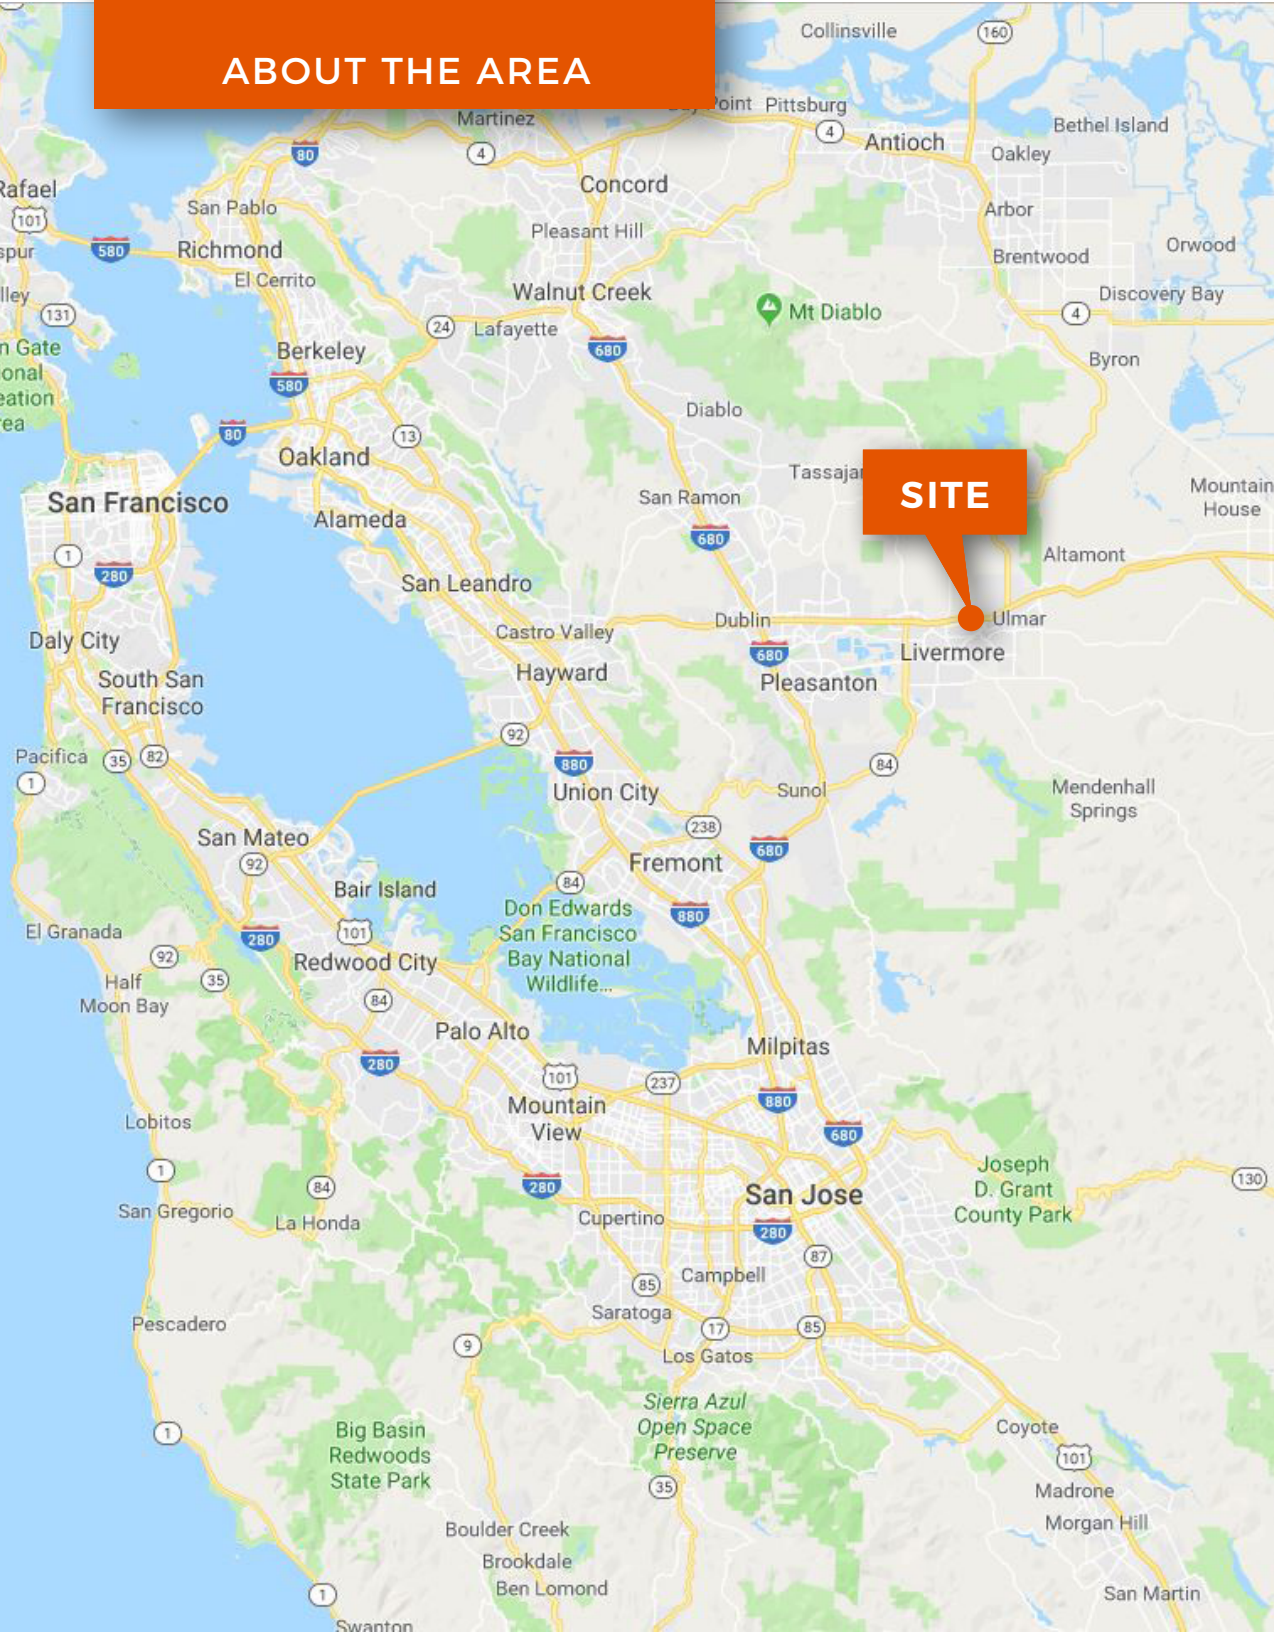 ABOUT THE AREA
Collinsville
160
Point
Pittsburg
Martinez
4
Antioch
Bethel Island
80
4
Oakley
Rafael
Concord
101
San Pablo
Arbor
Pleasant Hill
580
Richmond
Brentwood
Orwood
El Cerrito
Walnut Creek
Discovery Bay
131
Mt Diablo
4
24
Lafayette
n Gate
Berkeley
680
Byron
onal
580
eation
rea
Diablo
80
13
Oakland
Tassajar
SITE
San Francisco
San Ramon
Mountain
House
Alameda
680
1
Altamont
280
San Leandro
Dublin
Ulmar
Castro Valley
Daly City
680
Livermore
Hayward
South San
Francisco
Pleasanton
92
Pacifica
35
82
880
84
1
Union City
Sunol
Mendenhall
Springs
San Mateo
238
92
Fremont
680
Bair Island
84
Don Edwards
San Francisco
Bay National
Wildlife...
880
El Granada
280
101
92
Redwood City
Half
Moon Bay
35
84
Palo Alto
Milpitas
280
101
237
Mountain
View
880
Lobitos
680
1
Joseph
D. Grant
County Park
130
84
280
San Jose
San Gregorio
La Honda
Cupertino
280
87
Campbell
85
Saratoga
Pescadero
17
85
9
Los Gatos
Sierra Azul
Open Space
Preserve
1
Big Basin
Redwoods
State Park
Coyote
101
35
Madrone
Boulder Creek
Morgan Hill
Brookdale
Ben Lomond
1
San Martin
Swanton